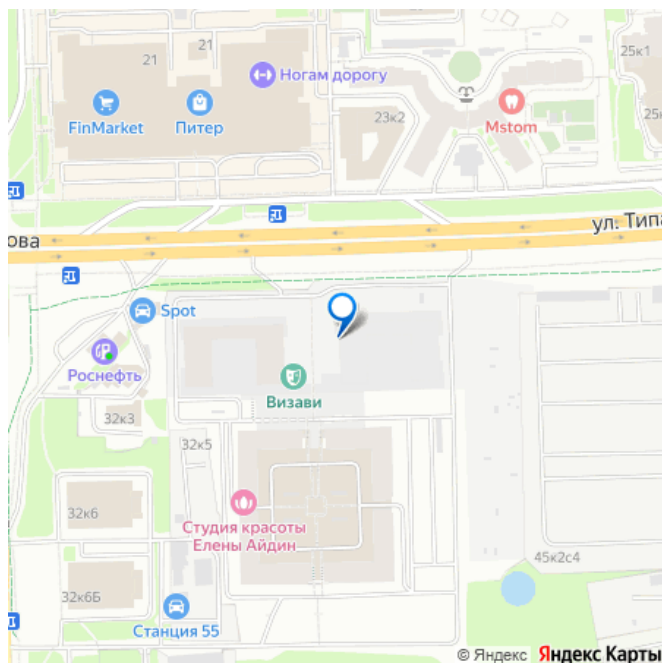 21
21
25к1
Ногам дорогу
FinMarket
Питер
23к2
Mstom
25к
ова
ул. Типа
Spot
Роснефть
Визави
32к3
32к5
Студия красоты
Елены Айдин
32к6
45к2с4
32к6Б
Станция 55
© Яндекс Яндекс Карты